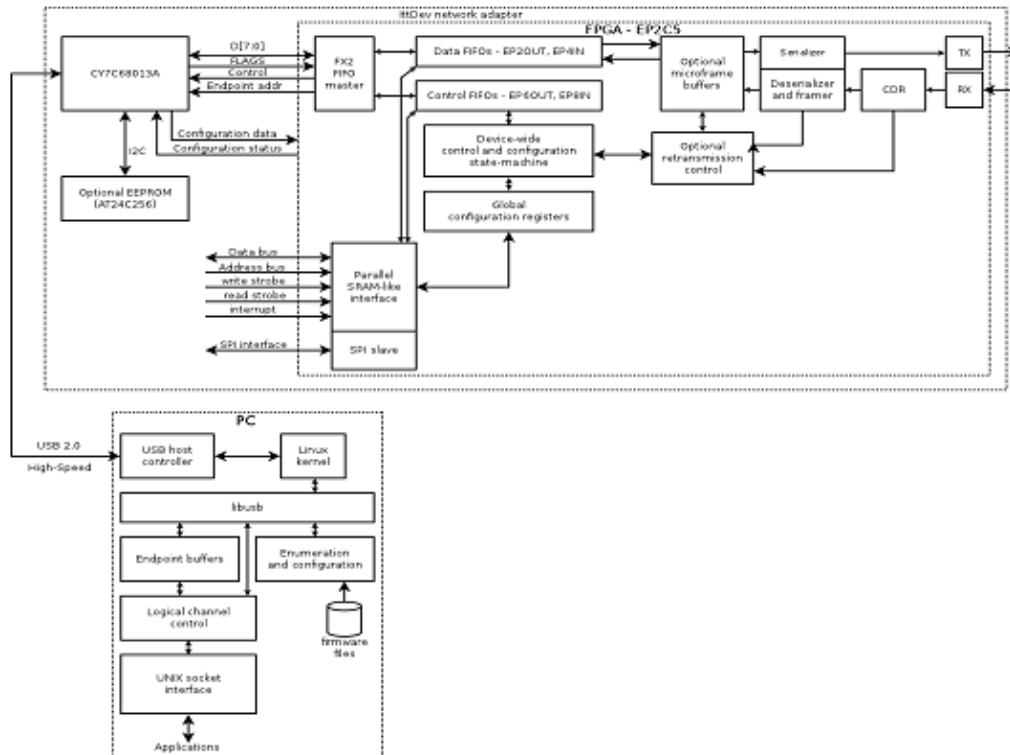 IttDev network adapter
FPGA - EP2C5
CY7C68013A
D[7:0]
FLAGS
Control
Endpoint addr
FX2
FIFO
master
Data FIFOs - EP2OUT, EP4IN
Control FIFOs - EP6OUT, EP8IN
Optional
microframe
buffers
Serializer
Deserializer
and framer
CDR
TX
RX
Configuration data
Configuration status
I2C
Optional EEPROM
(AT24C256)
Device-wide
control and configuration
state-machine
Optional
retransmission
control
Global
configuration registers
Data bus
Address bus
write strobe
read strobe
interrupt
SPI interface
Parallel
SRAM-like
interface
SPI slave
PC
USB 2.0
High-Speed
USB host
controller
Linux
kernel
libusb
Endpoint buffers
Enumeration
and configuration
Logical channel
control
firmware
files
UNIX socket
interface
Applications